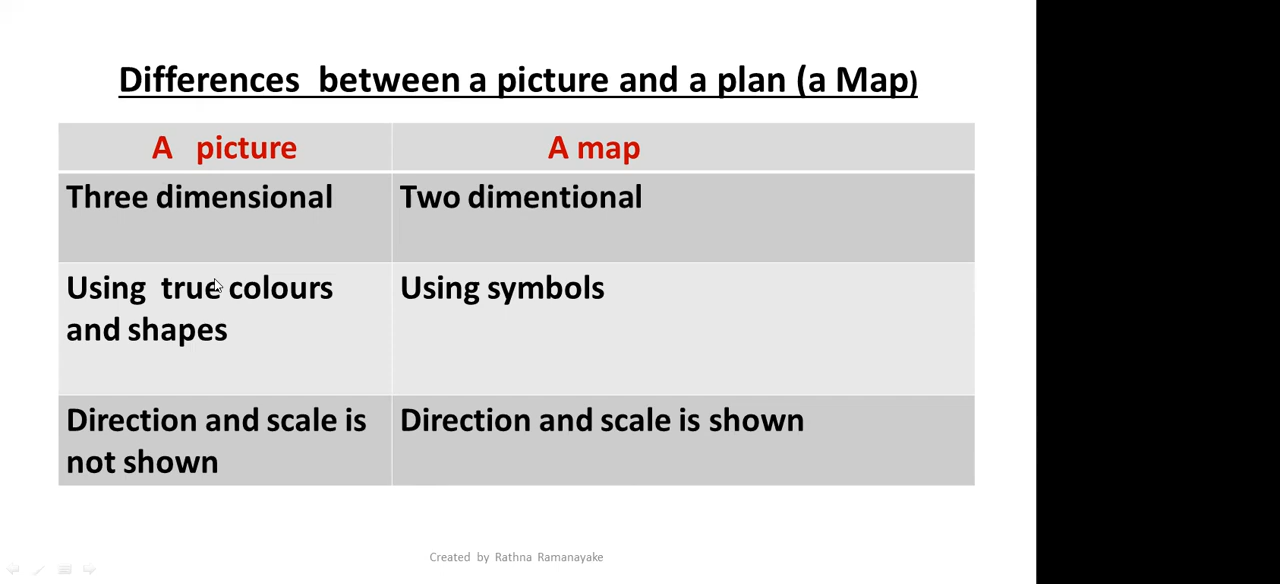 Differences between a picture and a plan (a Map)
A picture
A map
Three dimensional
Two dimentional
Using true colours
and shapes
Using symbols
Direction and scale is
not shown
Direction and scale is shown
Created by Rathna Ramanayake